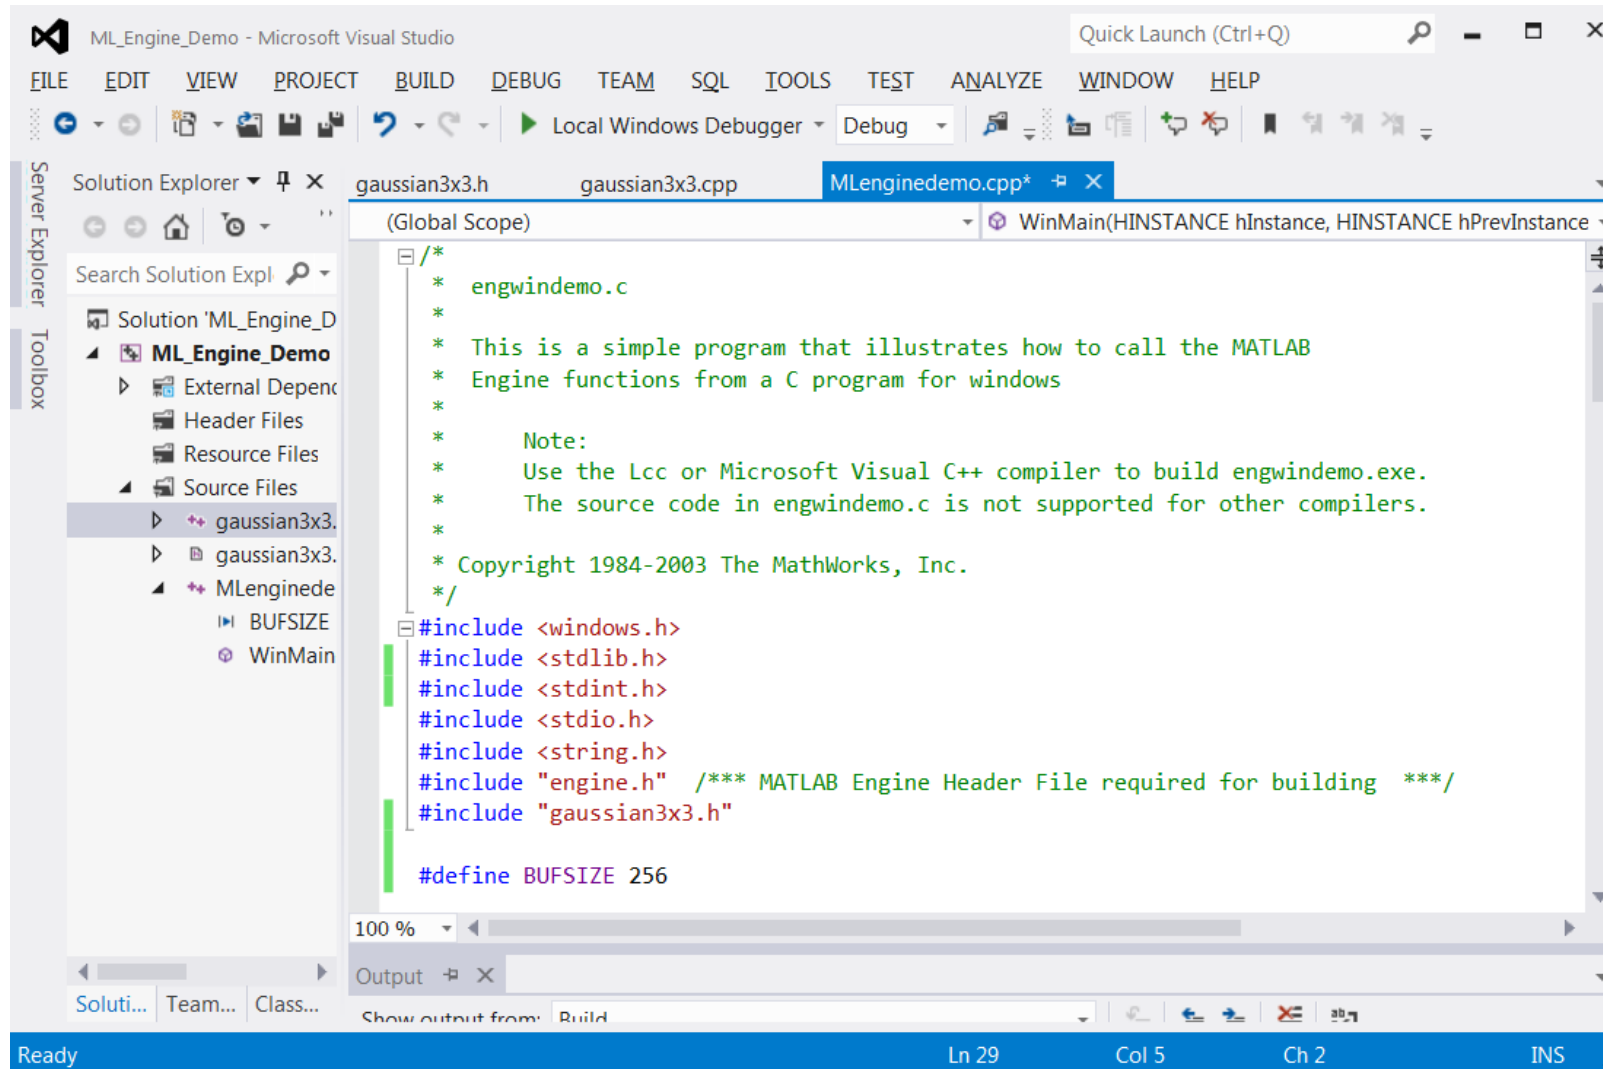 ML_Engine_Demo - Microsoft Visual Studio
Quick Launch (Ctrl+Q)
FILE EDIT VIEW PROJECT BUILD DEBUG TEAM SQL TOOLS TEST ANALYZE WINDOW HELP
Local Windows Debugger Debug
Server Explorer
Toolbox
Solution Explorer
Search Solution Expl
Solution 'ML_Engine_D
ML_Engine_Demo
External Depend
Header Files
Resource Files
Source Files
gaussian3x3.
gaussian3x3.
MLenginede
BUFSIZE
WinMain
Soluti... Team... Class...
gaussian3x3.h gaussian3x3.cpp MLenginedemo.cpp*
(Global Scope) WinMain(HINSTANCE hInstance, HINSTANCE hPrevInstance
/*
* engwindemo.c
*
* This is a simple program that illustrates how to call the MATLAB
* Engine functions from a C program for windows
*
* Note:
* Use the Lcc or Microsoft Visual C++ compiler to build engwindemo.exe.
* The source code in engwindemo.c is not supported for other compilers.
*
* Copyright 1984-2003 The MathWorks, Inc.
*/
#include <windows.h>
#include <stdlib.h>
#include <stdint.h>
#include <stdio.h>
#include <string.h>
#include "engine.h" /*** MATLAB Engine Header File required for building ***/
#include "gaussian3x3.h"
#define BUFSIZE 256
100 %
Output
Show output from: Build
Ready Ln 29 Col 5 Ch 2 INS